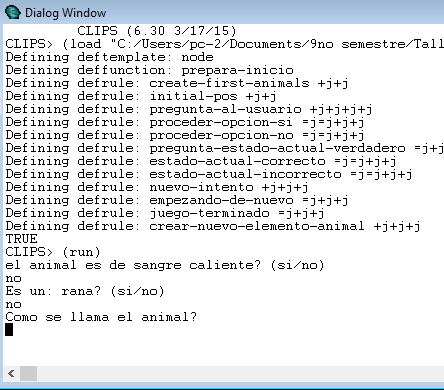 Dialog Window
CLIPS (6.30 3/17/15)
CLIPS> (load "C:/Users/pc-2/Documents/9no semestre/Tall
Defining deftemplate: node
Defining deffunction: prepara-inicio
Defining defrule: create-first-animals +j+j
Defining defrule: initial-pos +j+j
Defining defrule: pregunta-al-usuario +j+j+j+j
Defining defrule: proceder-opcion-si =j=j+j+j
Defining defrule: proceder-opcion-no =j=j+j+j
Defining defrule: pregunta-estado-actual-verdadero =j+j
Defining defrule: estado-actual-correcto =j=j+j+j
Defining defrule: estado-actual-incorrecto =j=j+j+j
Defining defrule: nuevo-intento +j+j+j
Defining defrule: empezando-de-nuevo =j+j+j
Defining defrule: juego-terminado =j+j+j
Defining defrule: crear-nuevo-elemento-animal +j+j+j
TRUE
CLIPS> (run)
el animal es de sangre caliente? (si/no)
no
Es un: rana? (si/no)
no
Como se llama el animal?